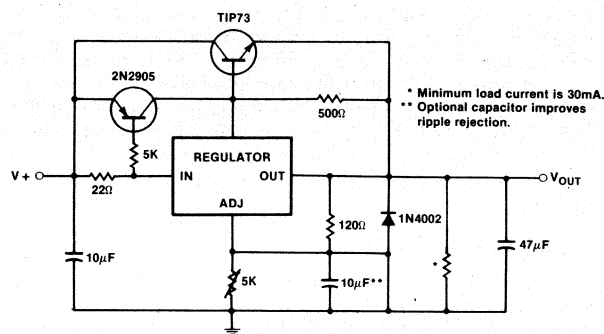 TIP73
2N2905
* Minimum load current is 30mA.
** Optional capacitor improves
ripple rejection.
500Ω
5K
REGULATOR
V+
22Ω
IN
OUT
VOUT
ADJ
120Ω
1N4002
10μF
5K
10μF**
*
47μF